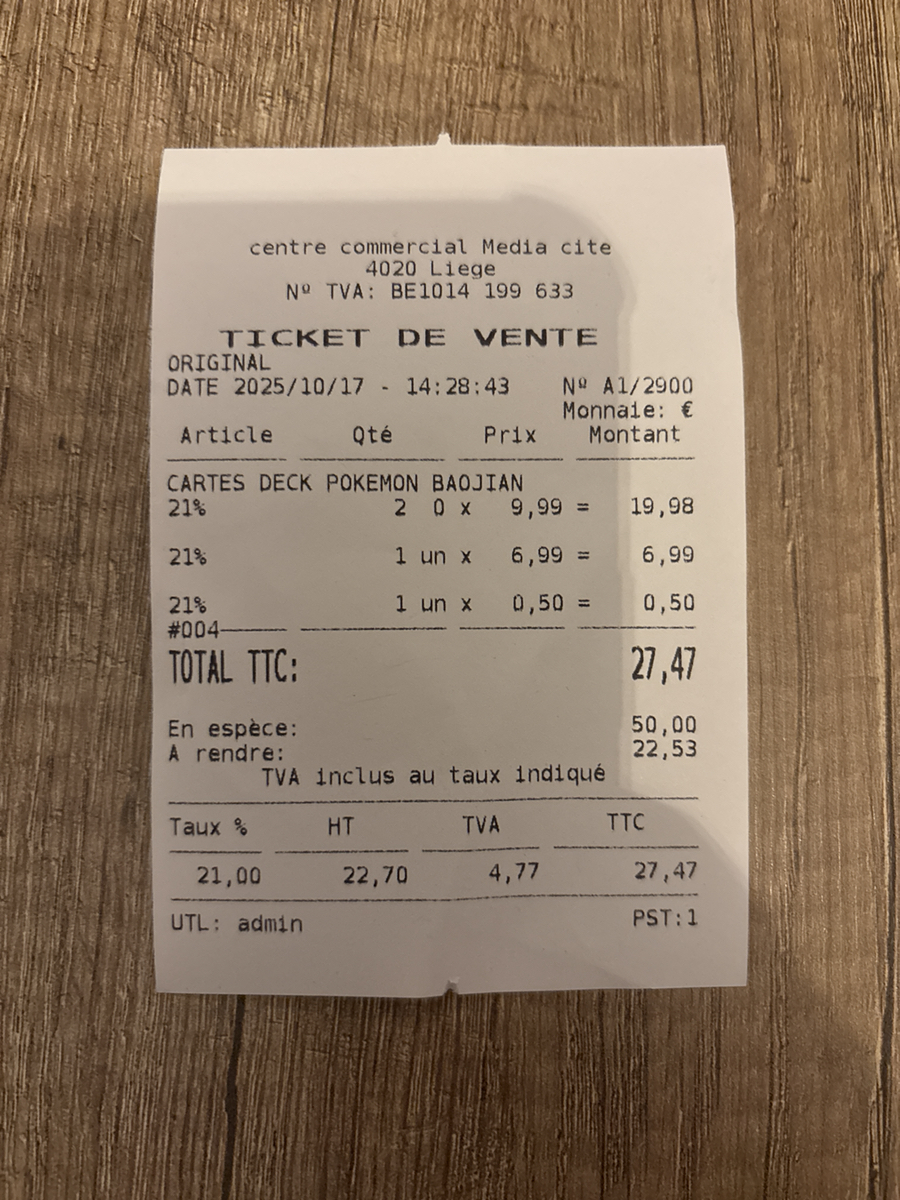 centre commercial Media cite
4020 Liege
Nº TVA: BE1014 199 633
TICKET DE VENTE
ORIGINAL
DATE 2025/10/17 - 14:28:43 Nº A1/2900
Monnaie: €
Article Qté Prix Montant
CARTES DECK POKEMON BAOJIAN
21% 2 0 x 9,99 = 19,98
21% 1 un x 6,99 = 6,99
21% 1 un x 0,50 = 0,50
#004
TOTAL TTC: 27,47
En espèce: 50,00
A rendre: 22,53
TVA inclus au taux indiqué
Taux % HT TVA TTC
21,00 22,70 4,77 27,47
UTL: admin PST:1